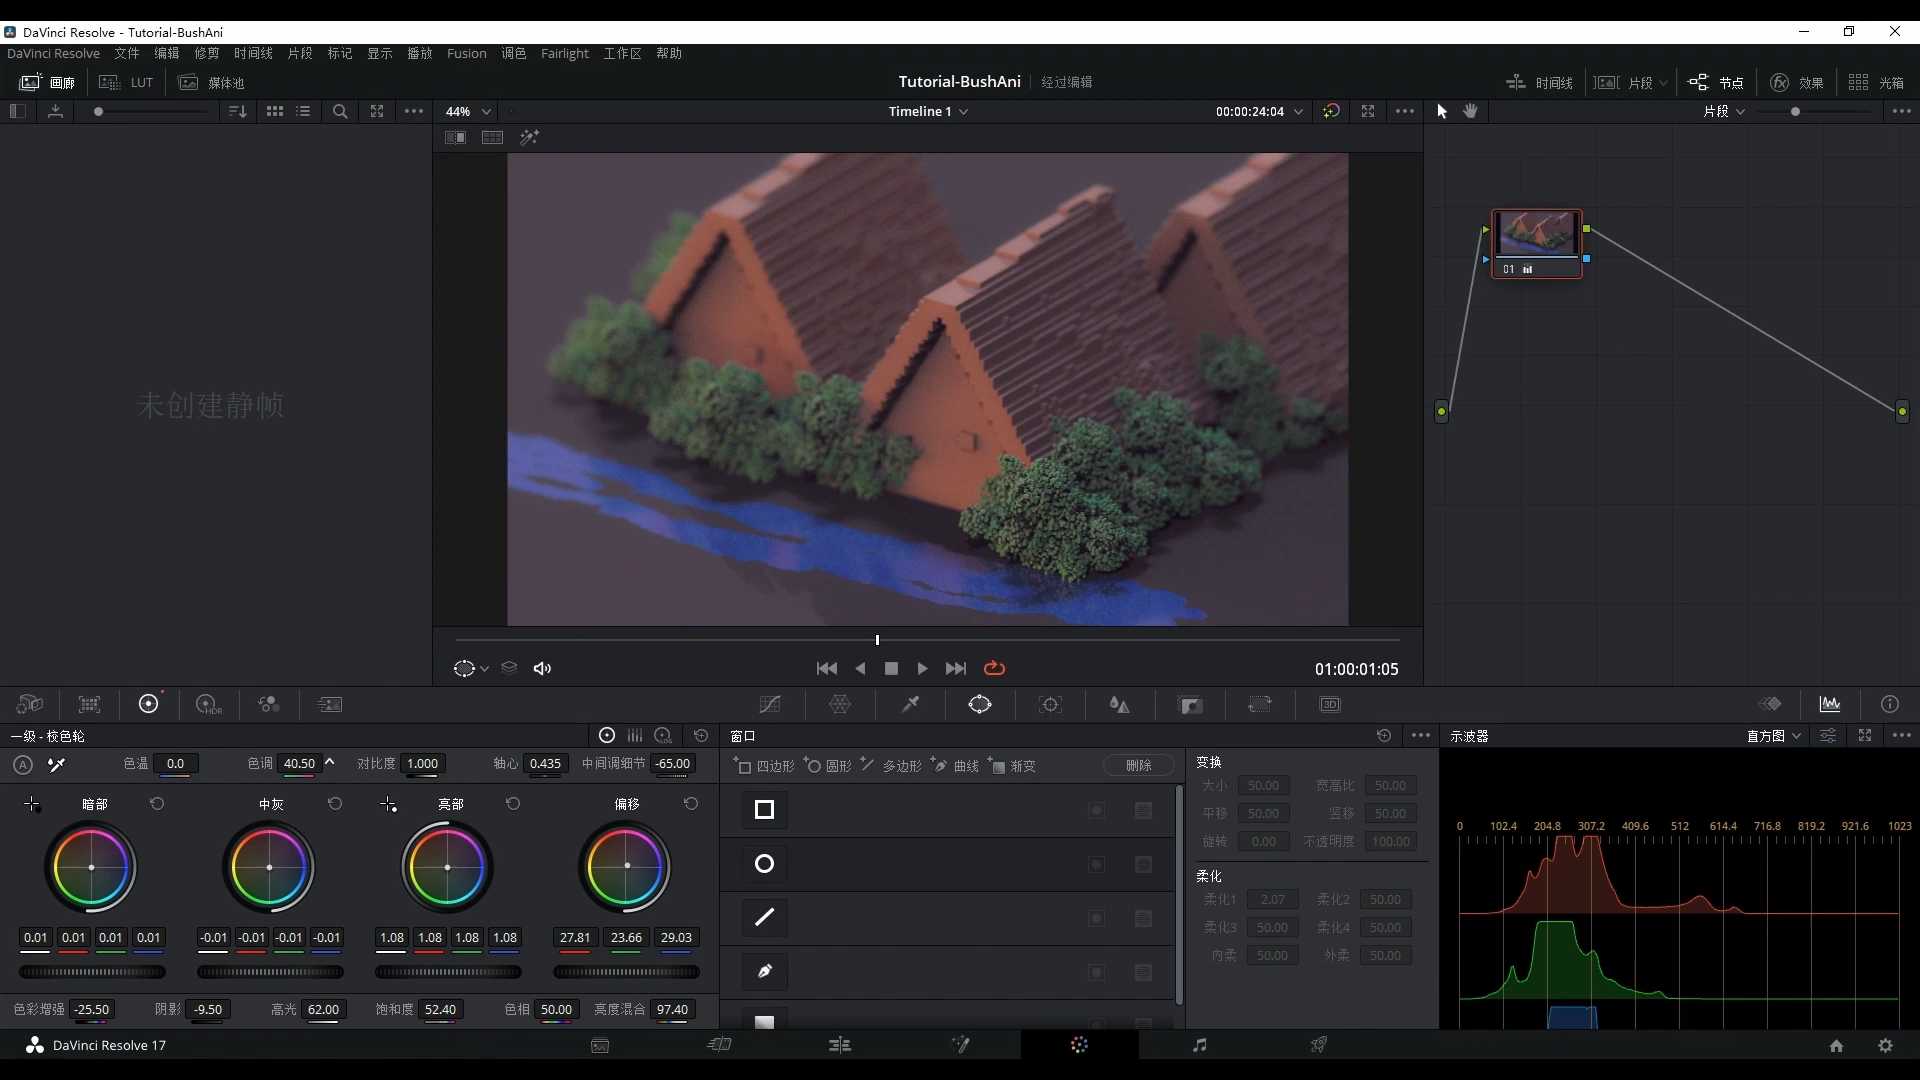 DaVinci Resolve - Tutorial-BushAni
DaVinci Resolve 文件 编辑 修剪 时间线 片段 标记 显示 播放 Fusion 调色 Fairlight 工作区 帮助
画廊 LUT 媒体池 Tutorial-BushAni 经过编辑 时间线 片段 节点 效果 光箱
44% Timeline 1 00:00:24:04 片段
未创建静帧
01
01:00:01:05
HDR 3D
一级 - 校色轮 LOG 窗口 示波器 直方图
A 色温 0.0 色调 40.50 对比度 1.000 轴心 0.435 中间调细节 -65.00
四边形 圆形 多边形 曲线 渐变 删除
暗部 中灰 亮部 偏移
0.01 0.01 0.01 0.01 -0.01 -0.01 -0.01 -0.01 1.08 1.08 1.08 1.08 27.81 23.66 29.03
色彩增强 -25.50 阴影 -9.50 高光 62.00 饱和度 52.40 色相 50.00 亮度混合 97.40
变换
大小 50.00 宽高比 50.00
平移 50.00 竖移 50.00
旋转 0.00 不透明度 100.00
柔化
柔化1 2.07 柔化2 50.00
柔化3 50.00 柔化4 50.00
内柔 50.00 外柔 50.00
0 102.4 204.8 307.2 409.6 512 614.4 716.8 819.2 921.6 1023
DaVinci Resolve 17